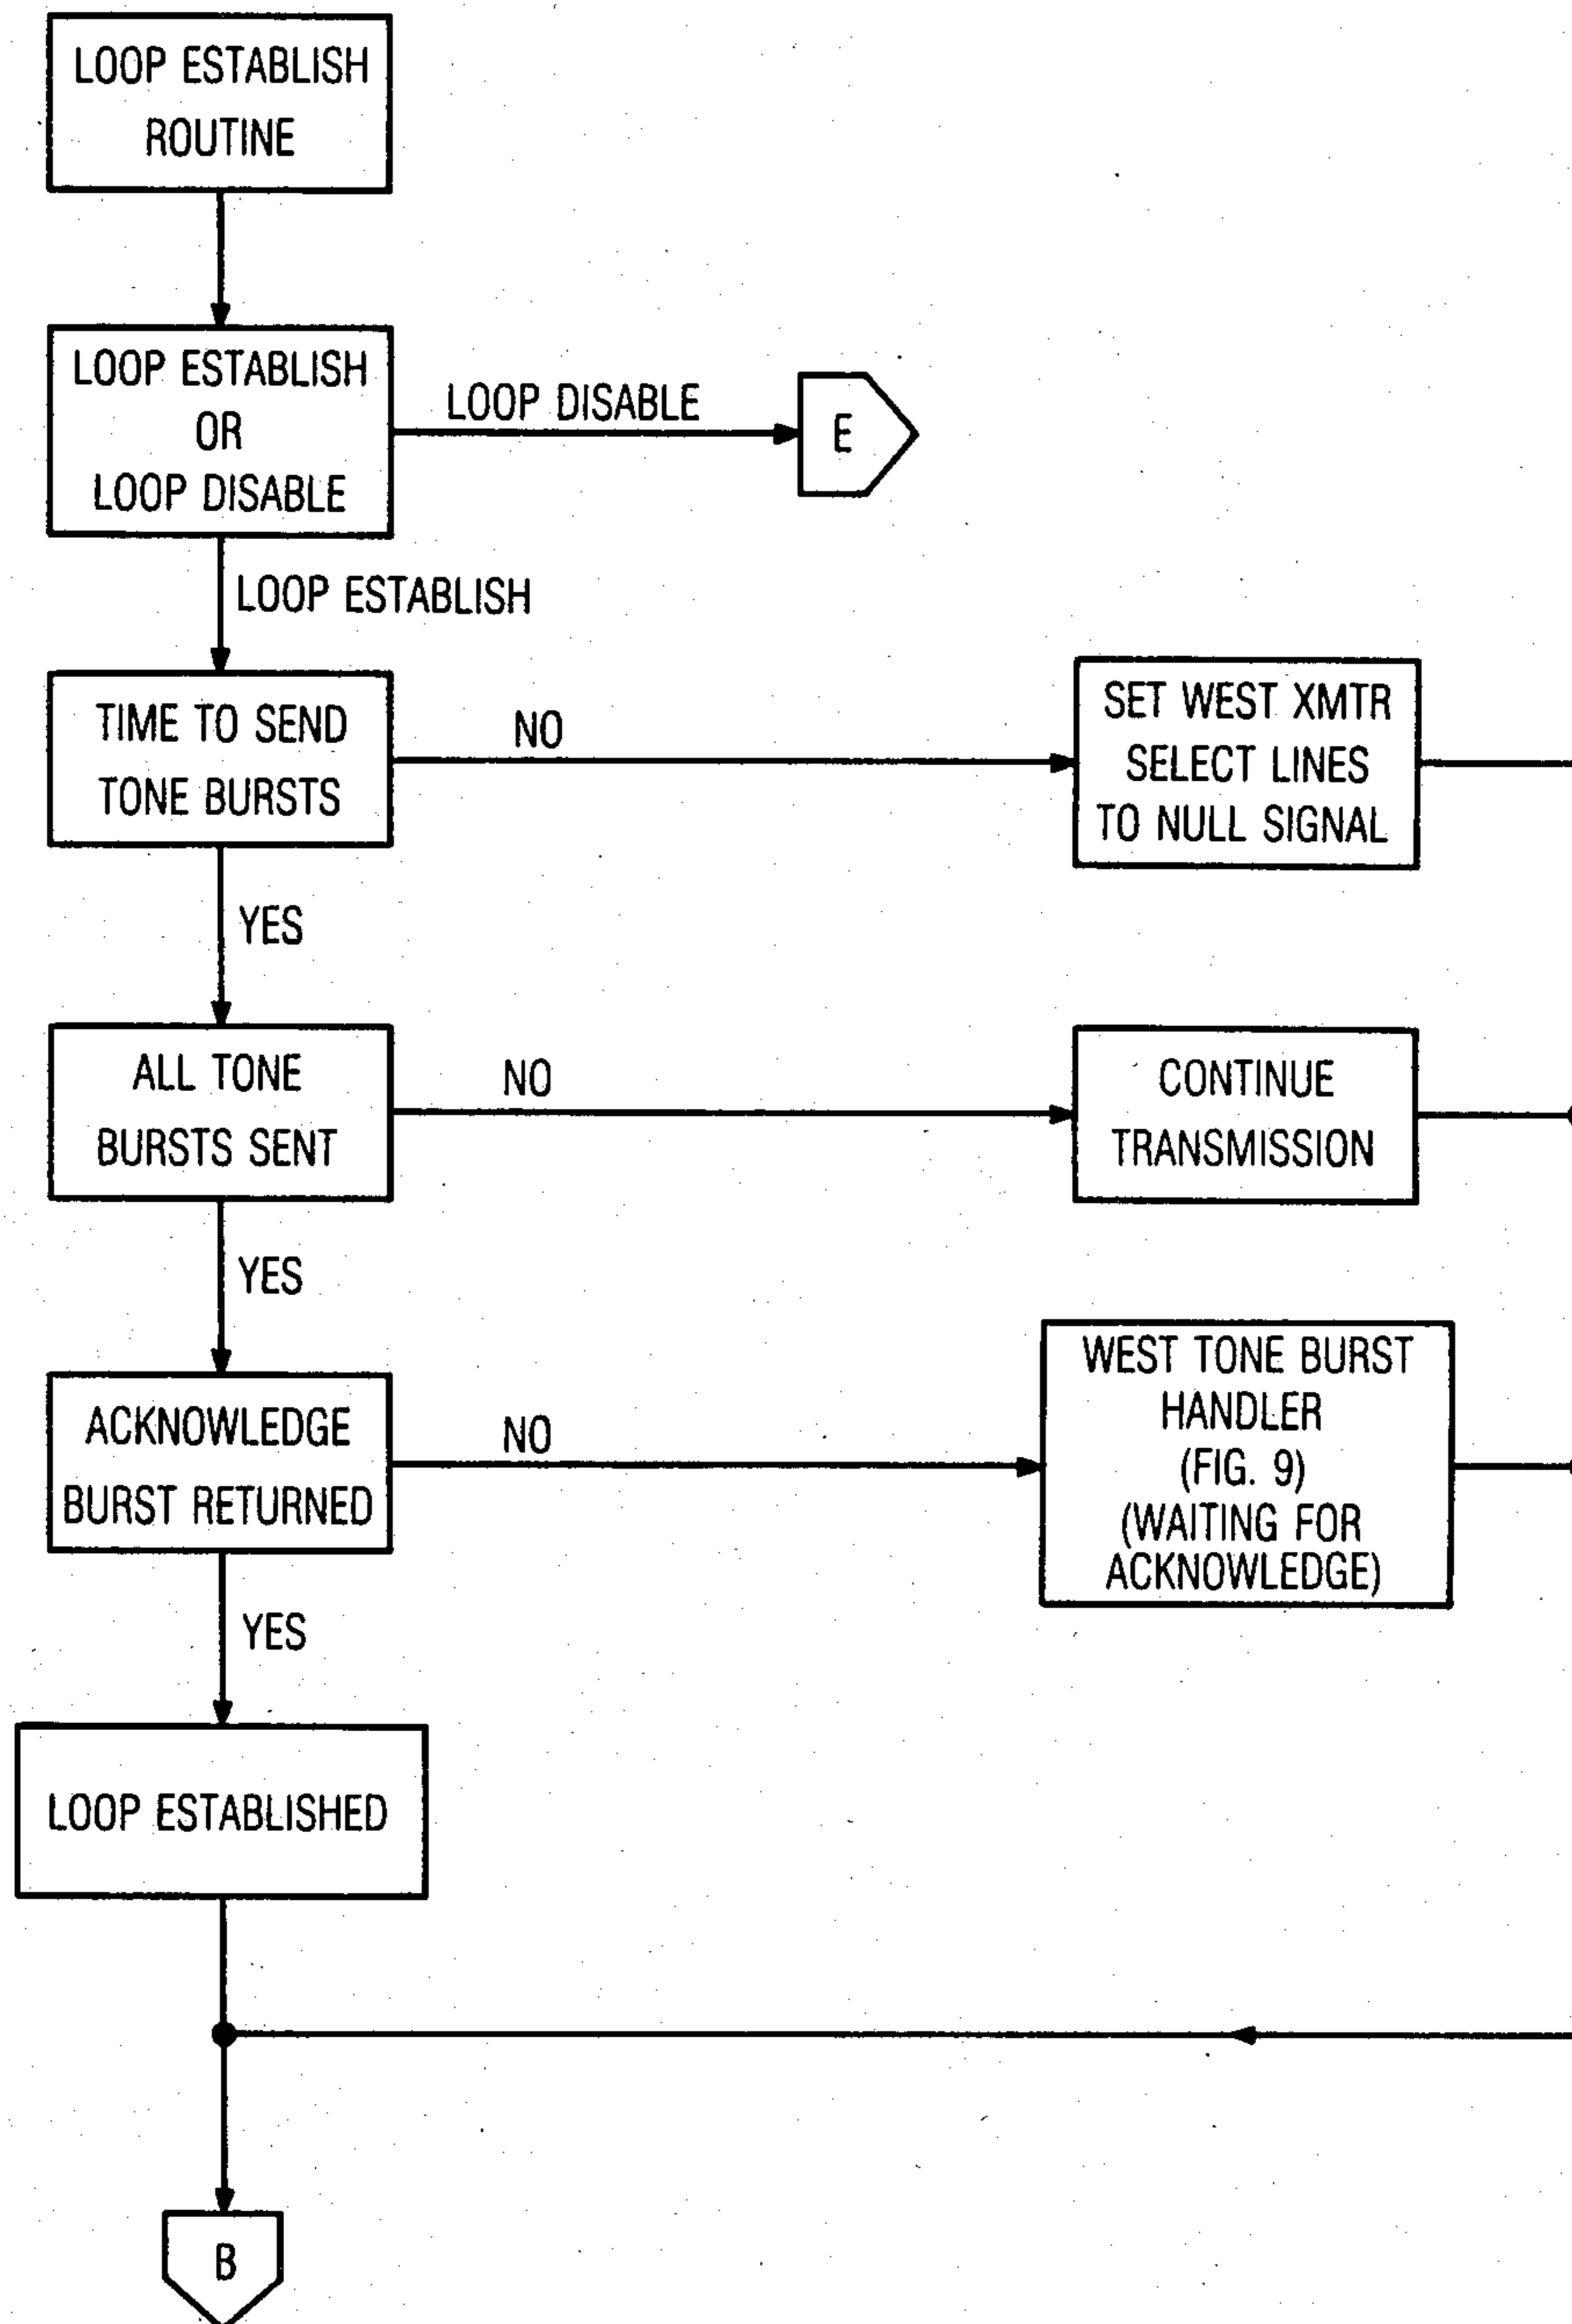 LOOP ESTABLISH
ROUTINE
LOOP ESTABLISH
OR
LOOP DISABLE
LOOP DISABLE
E
LOOP ESTABLISH
TIME TO SEND
TONE BURSTS
NO
SET WEST XMTR
SELECT LINES
TO NULL SIGNAL
YES
ALL TONE
BURSTS SENT
NO
CONTINUE
TRANSMISSION
YES
ACKNOWLEDGE
BURST RETURNED
NO
WEST TONE BURST
HANDLER
(FIG. 9)
(WAITING FOR
ACKNOWLEDGE)
YES
LOOP ESTABLISHED
B